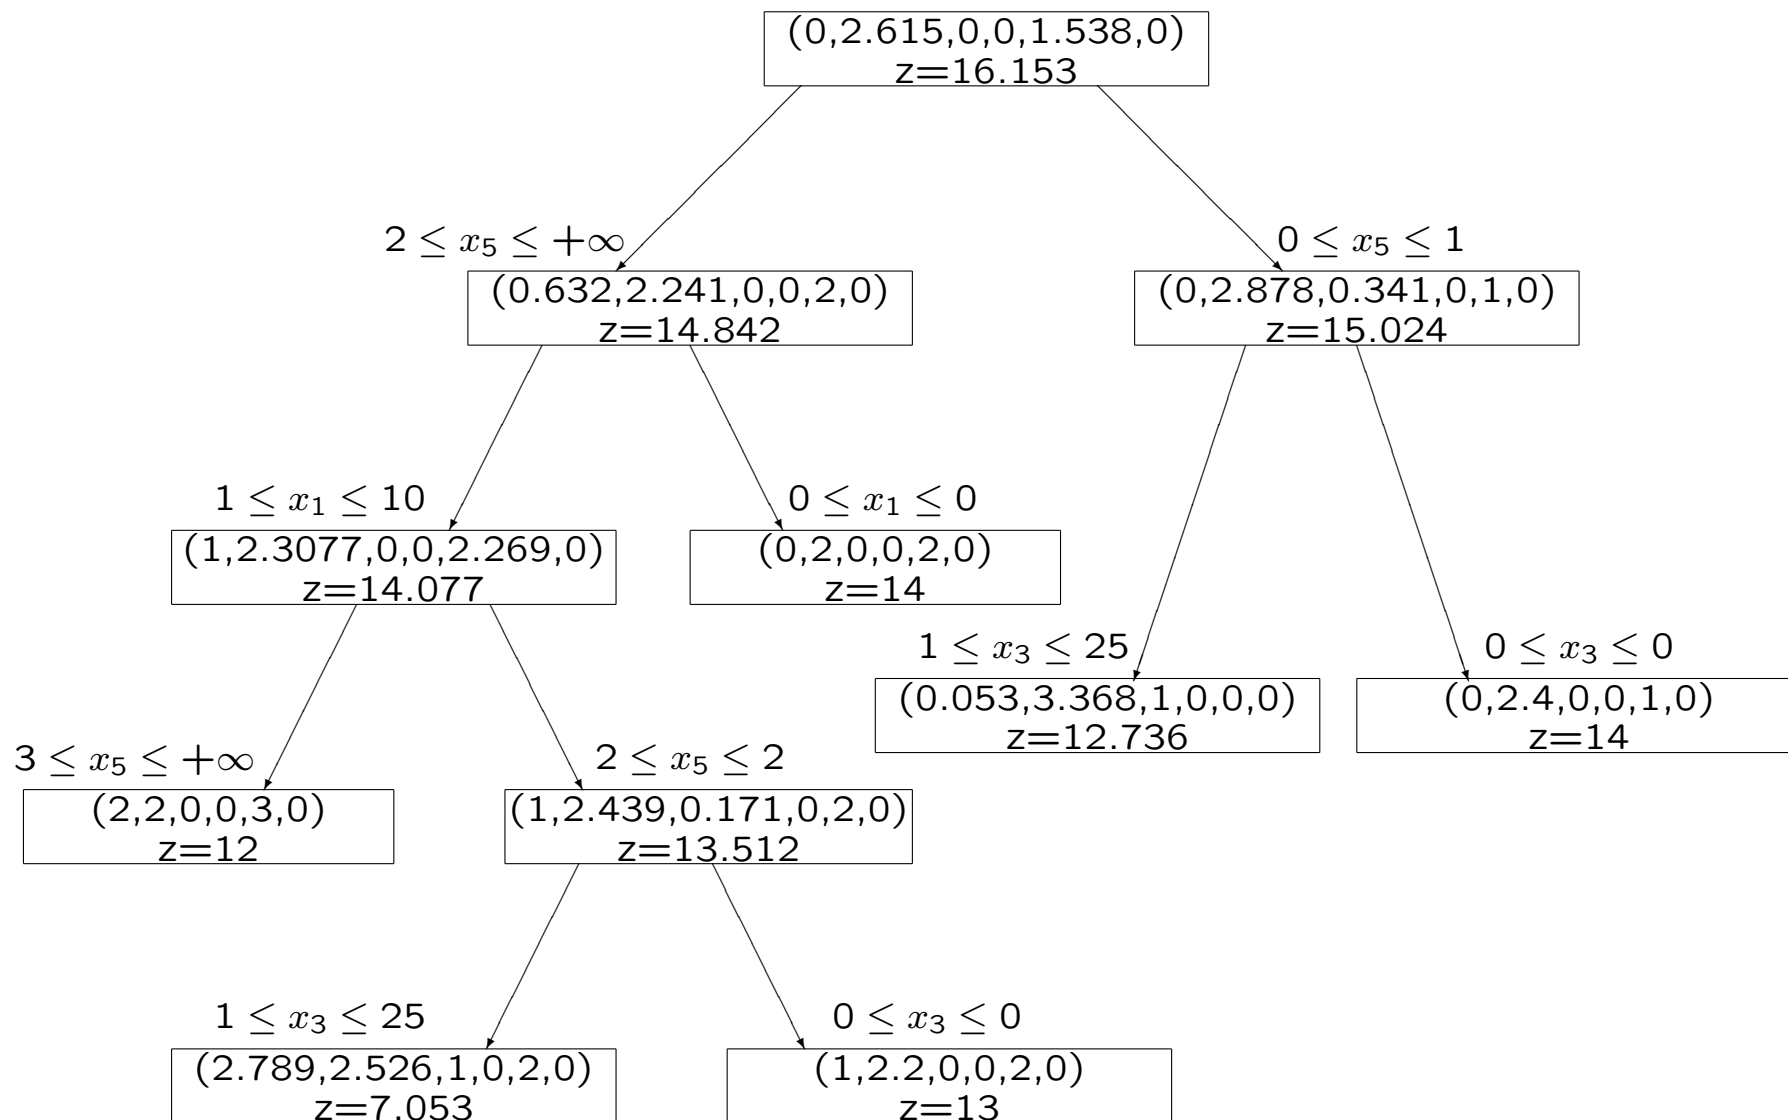 (0,2.615,0,0,1.538,0)
z=16.153
2 ≤ x₅ ≤ +∞
0 ≤ x₅ ≤ 1
(0.632,2.241,0,0,2,0)
z=14.842
(0,2.878,0.341,0,1,0)
z=15.024
1 ≤ x₁ ≤ 10
0 ≤ x₁ ≤ 0
(1,2.3077,0,0,2.269,0)
z=14.077
(0,2,0,0,2,0)
z=14
1 ≤ x₃ ≤ 25
0 ≤ x₃ ≤ 0
(0.053,3.368,1,0,0,0)
z=12.736
(0,2.4,0,0,1,0)
z=14
3 ≤ x₅ ≤ +∞
2 ≤ x₅ ≤ 2
(2,2,0,0,3,0)
z=12
(1,2.439,0.171,0,2,0)
z=13.512
1 ≤ x₃ ≤ 25
0 ≤ x₃ ≤ 0
(2.789,2.526,1,0,2,0)
z=7.053
(1,2.2,0,0,2,0)
z=13